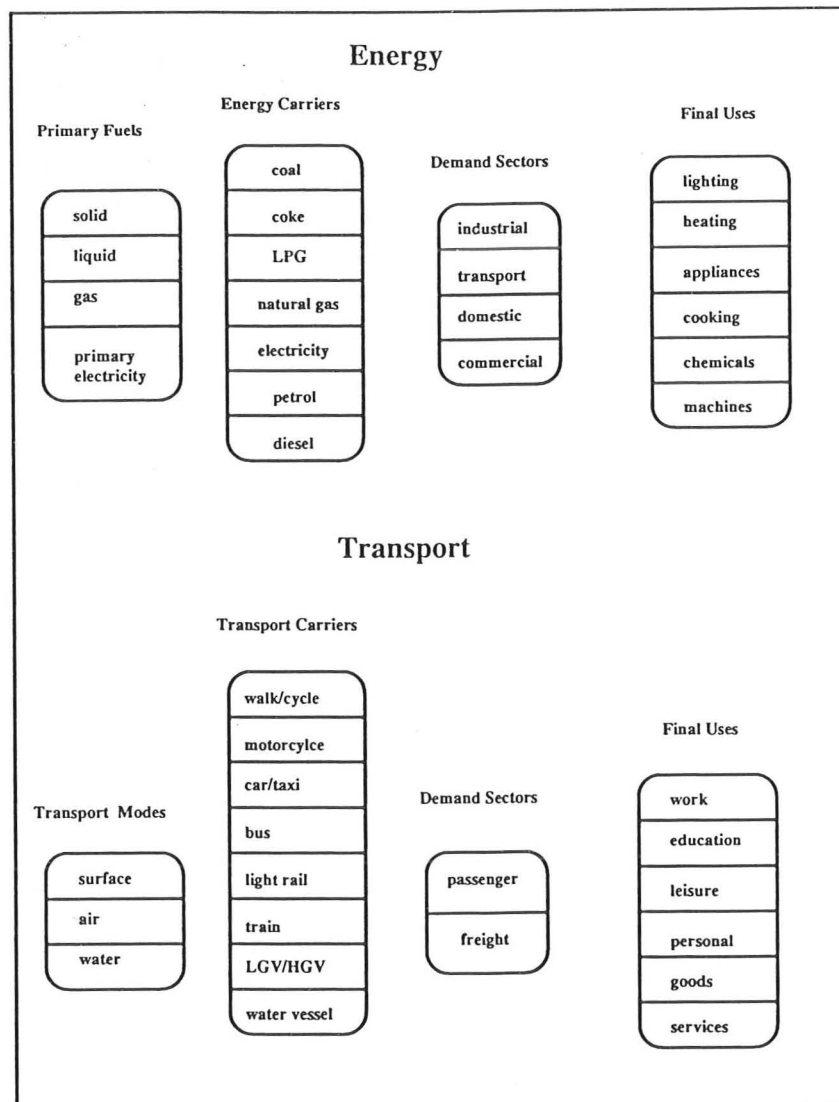 Energy
Primary Fuels
solid
liquid
gas
primary
electricity
Energy Carriers
coal
coke
LPG
natural gas
electricity
petrol
diesel
Demand Sectors
industrial
transport
domestic
commercial
Final Uses
lighting
heating
appliances
cooking
chemicals
machines
Transport
Transport Modes
surface
air
water
Transport Carriers
walk/cycle
motorcylce
car/taxi
bus
light rail
train
LGV/HGV
water vessel
Demand Sectors
passenger
freight
Final Uses
work
education
leisure
personal
goods
services